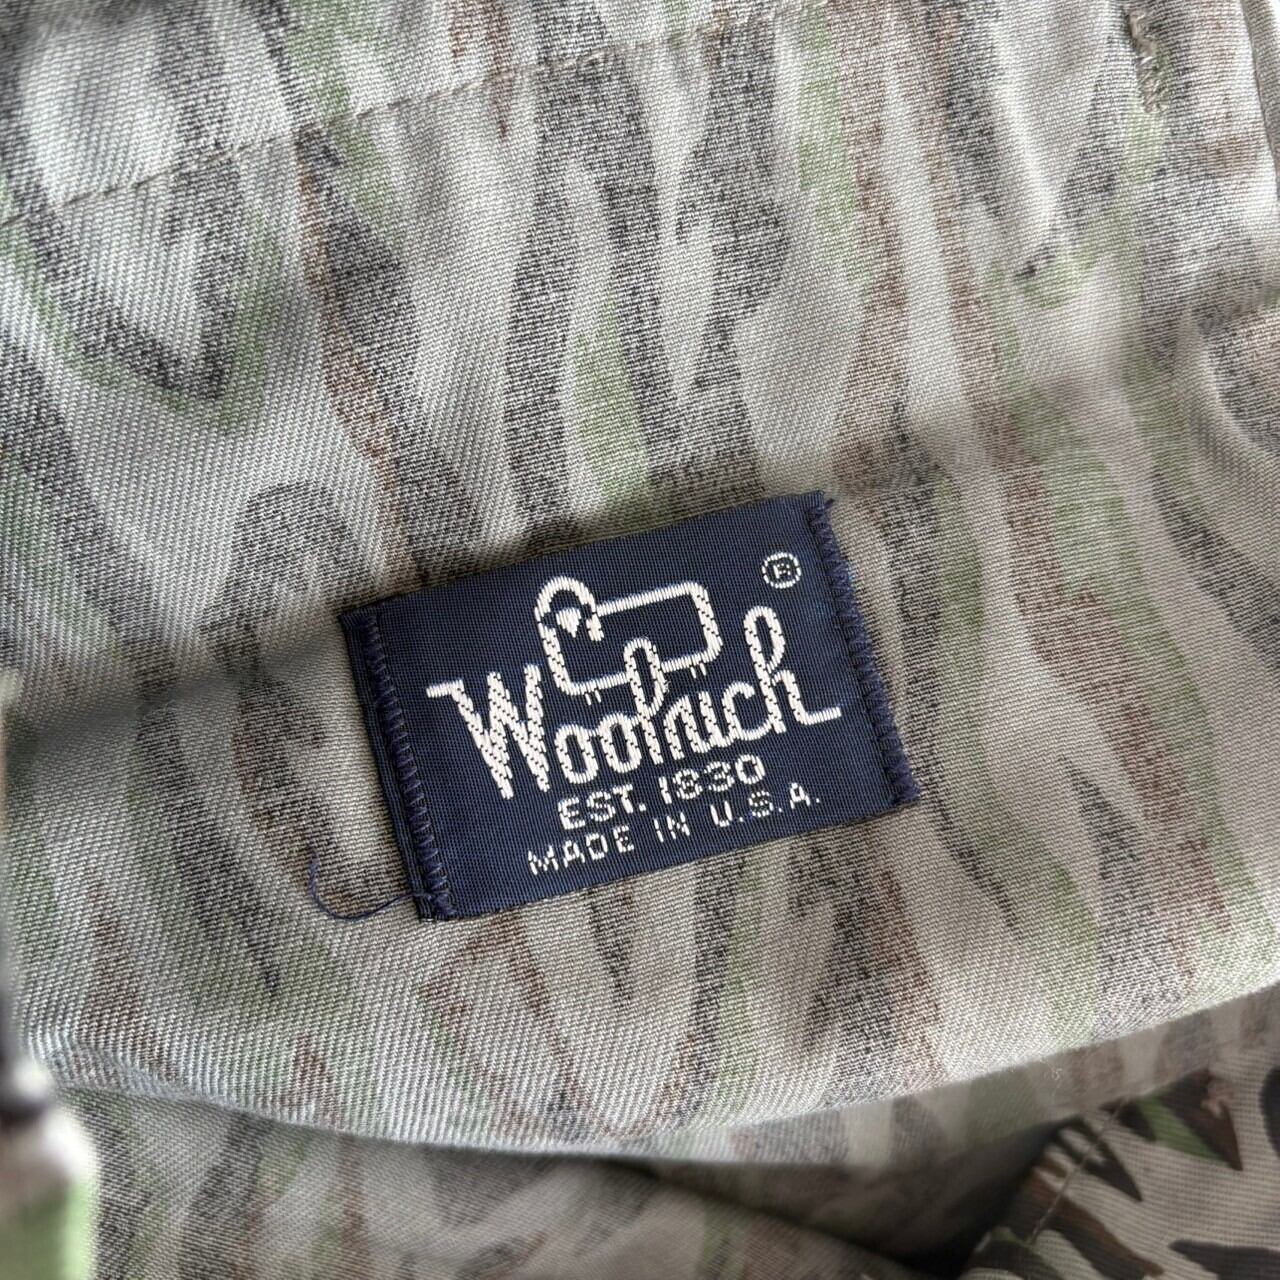 ®
Woolrich
EST. 1830
MADE IN U.S.A.